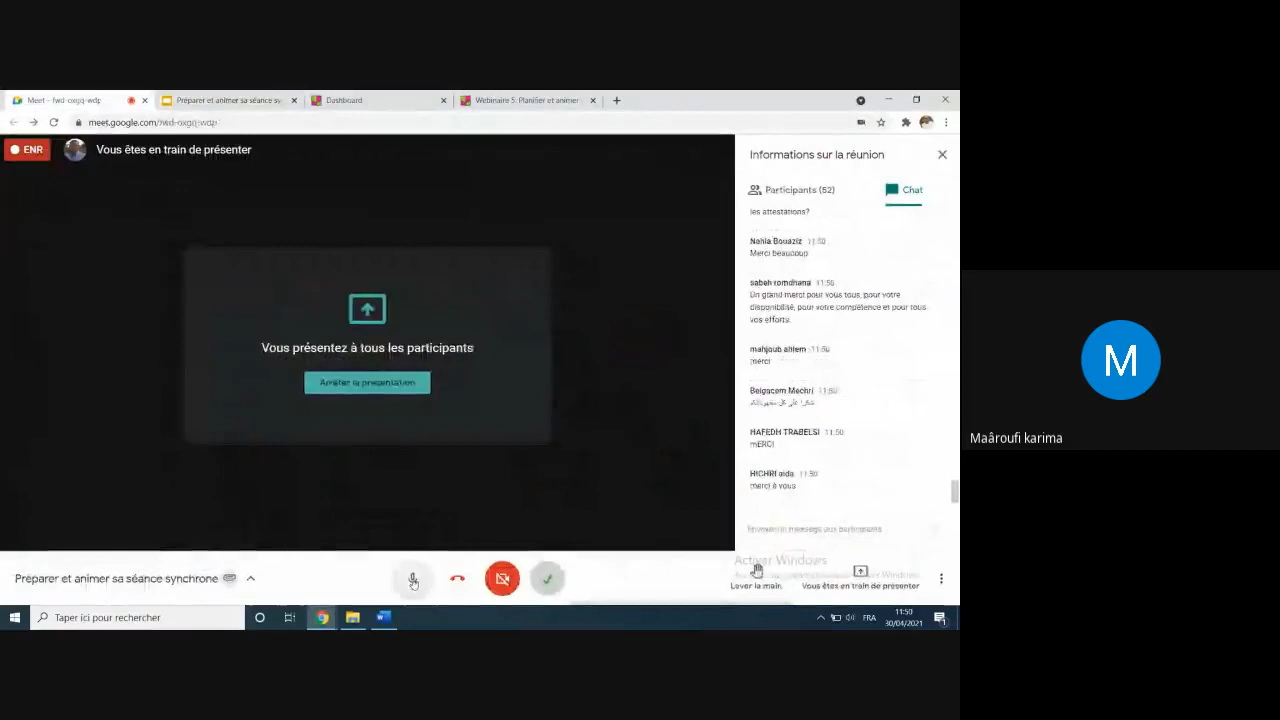 Meet – fwd-oxgq-wdp
Préparer et animer sa séance sy
Dashboard
Webinaire 5: Planifier et animer
meet.google.com/fwd-oxgq-wdp
ENR
Vous êtes en train de présenter
Informations sur la réunion
Participants (52)
Chat
les attestations?
Nahla Bouaziz 11:50
Merci beaucoup
sabeh romdhana 11:50
Un grand merci pour vous tous, pour votre
disponibilité, pour votre compétence et pour tous
vos efforts.
mahjoub ahlem 11:50
merci
Belgacem Mechri 11:50
شكرا على كل مجهوداتكم
HAFEDH TRABELSI 11:50
mERCI
HICHRI aida 11:50
merci à vous
Envoyer un message aux participants
Vous présentez à tous les participants
Arrêter la présentation
Maâroufi karima
M
Activer Windows
Préparer et animer sa séance synchrone
Lever la main
Vous êtes en train de présenter
Taper ici pour rechercher
FRA
11:50
30/04/2021